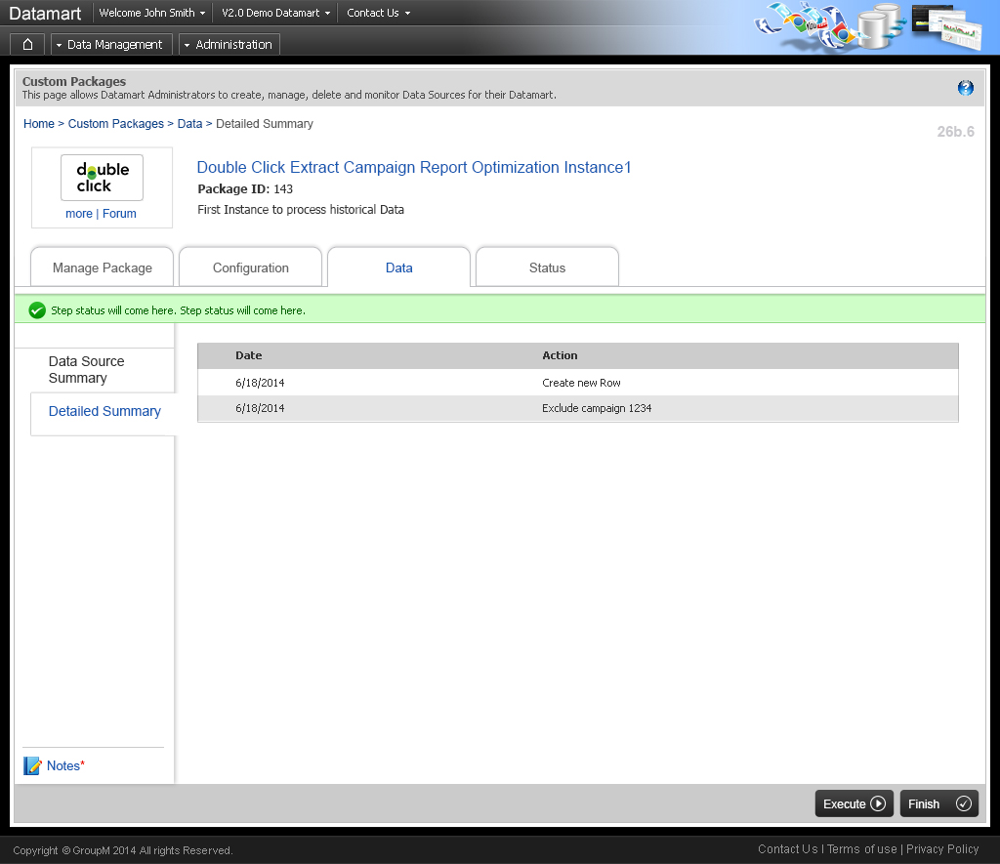 Datamart Welcome John Smith V2.0 Demo Datamart Contact Us
Data Management Administration
Custom Packages
This page allows Datamart Administrators to create, manage, delete and monitor Data Sources for their Datamart.
Home > Custom Packages > Data > Detailed Summary
26b.6
double
click
more | Forum
Double Click Extract Campaign Report Optimization Instance1
Package ID: 143
First Instance to process historical Data
Manage Package Configuration Data Status
Step status will come here. Step status will come here.
Data Source
Summary
Detailed Summary
Date Action
6/18/2014 Create new Row
6/18/2014 Exclude campaign 1234
Notes*
Execute Finish
Copyright © GroupM 2014 All rights Reserved.
Contact Us | Terms of use | Privacy Policy